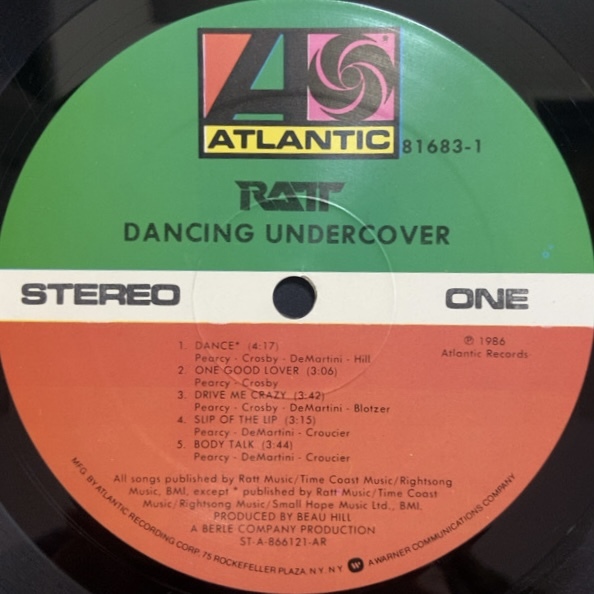 ATLANTIC
81683-1
RATT
DANCING UNDERCOVER
STEREO
ONE
1. DANCE* (4:17)
Pearcy - Crosby - DeMartini - Hill
2. ONE GOOD LOVER (3:06)
Pearcy - Crosby
3. DRIVE ME CRAZY (3:42)
Pearcy - Crosby - DeMartini - Blotzer
4. SLIP OF THE LIP (3:15)
Pearcy - DeMartini - Croucier
5. BODY TALK (3:44)
Pearcy - DeMartini - Croucier
℗ 1986
Atlantic Records
All songs published by Ratt Music/Time Coast Music/Rightsong
Music, BMI, except * published by Ratt Music/Time Coast
Music/Rightsong Music/Small Hope Music Ltd., BMI.
PRODUCED BY BEAU HILL
A BERLE COMPANY PRODUCTION
ST-A-866121-AR
MFG. BY ATLANTIC RECORDING CORP. 75 ROCKEFELLER PLAZA, N.Y. N.Y. W A WARNER COMMUNICATIONS COMPANY